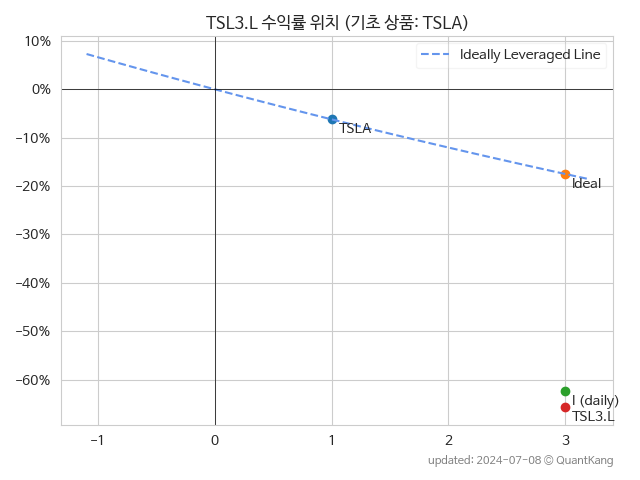 TSL3.L 수익률 위치 (기초 상품: TSLA)
10%
Ideally Leveraged Line
0%
−10%
TSLA
−20%
Ideal
−30%
−40%
−50%
−60%
I (daily)
TSL3.L
−1
0
1
2
3
updated: 2024-07-08 © QuantKang